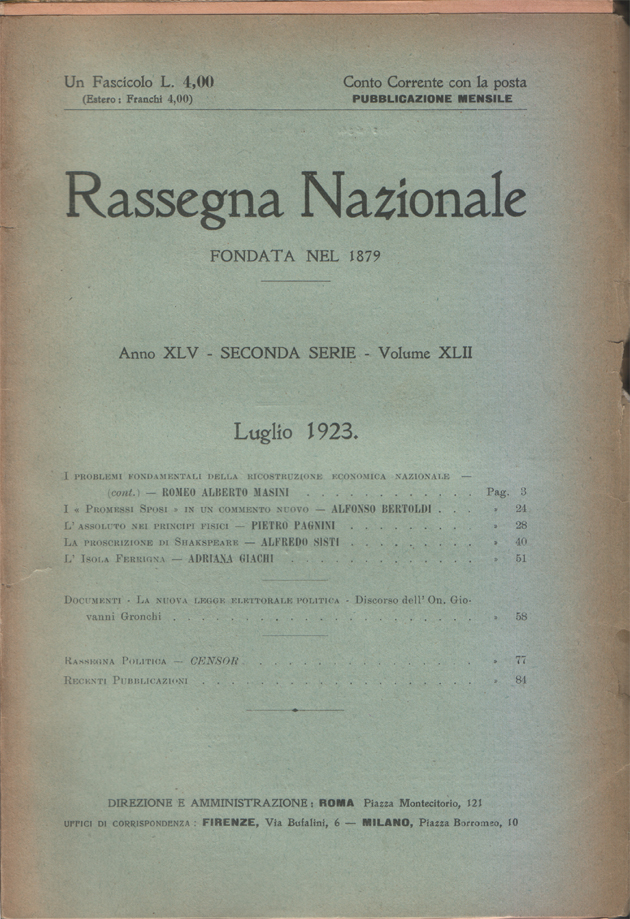 Un Fascicolo L. 4,00
(Estero: Franchi 4,00)
Conto Corrente con la posta
PUBBLICAZIONE MENSILE
Rassegna Nazionale
FONDATA NEL 1879
Anno XLV - SECONDA SERIE - Volume XLII
Luglio 1923.
I PROBLEMI FONDAMENTALI DELLA RICOSTRUZIONE ECONOMICA NAZIONALE —
(cont.) — ROMEO ALBERTO MASINI . . . . . . . . . . . Pag. 3
I « PROMESSI SPOSI » IN UN COMMENTO NUOVO — ALFONSO BERTOLDI . . . » 24
L' ASSOLUTO NEI PRINCIPI FISICI — PIETRO PAGNINI . . . . . . . . . » 28
LA PROSCRIZIONE DI SHAKSPEARE — ALFREDO SISTI . . . . . . . . . » 40
L' ISOLA FEREIGNA — ADRIANA GIACHI . . . . . . . . . . . . » 51
DOCUMENTI - LA NUOVA LEGGE ELETTORALE POLITICA - Discorso dell' On. Gio-
vanni Gronchi . . . . . . . . . . . . . . . . . . » 58
RASSEGNA POLITICA — CENSOR . . . . . . . . . . . . . . » 77
RECENTI PUBBLICAZIONI . . . . . . . . . . . . . . . . » 84
DIREZIONE E AMMINISTRAZIONE: ROMA Piazza Montecitorio, 121
UFFICI DI CORRISPONDENZA: FIRENZE, Via Bufalini, 6 — MILANO, Piazza Borromeo, 10